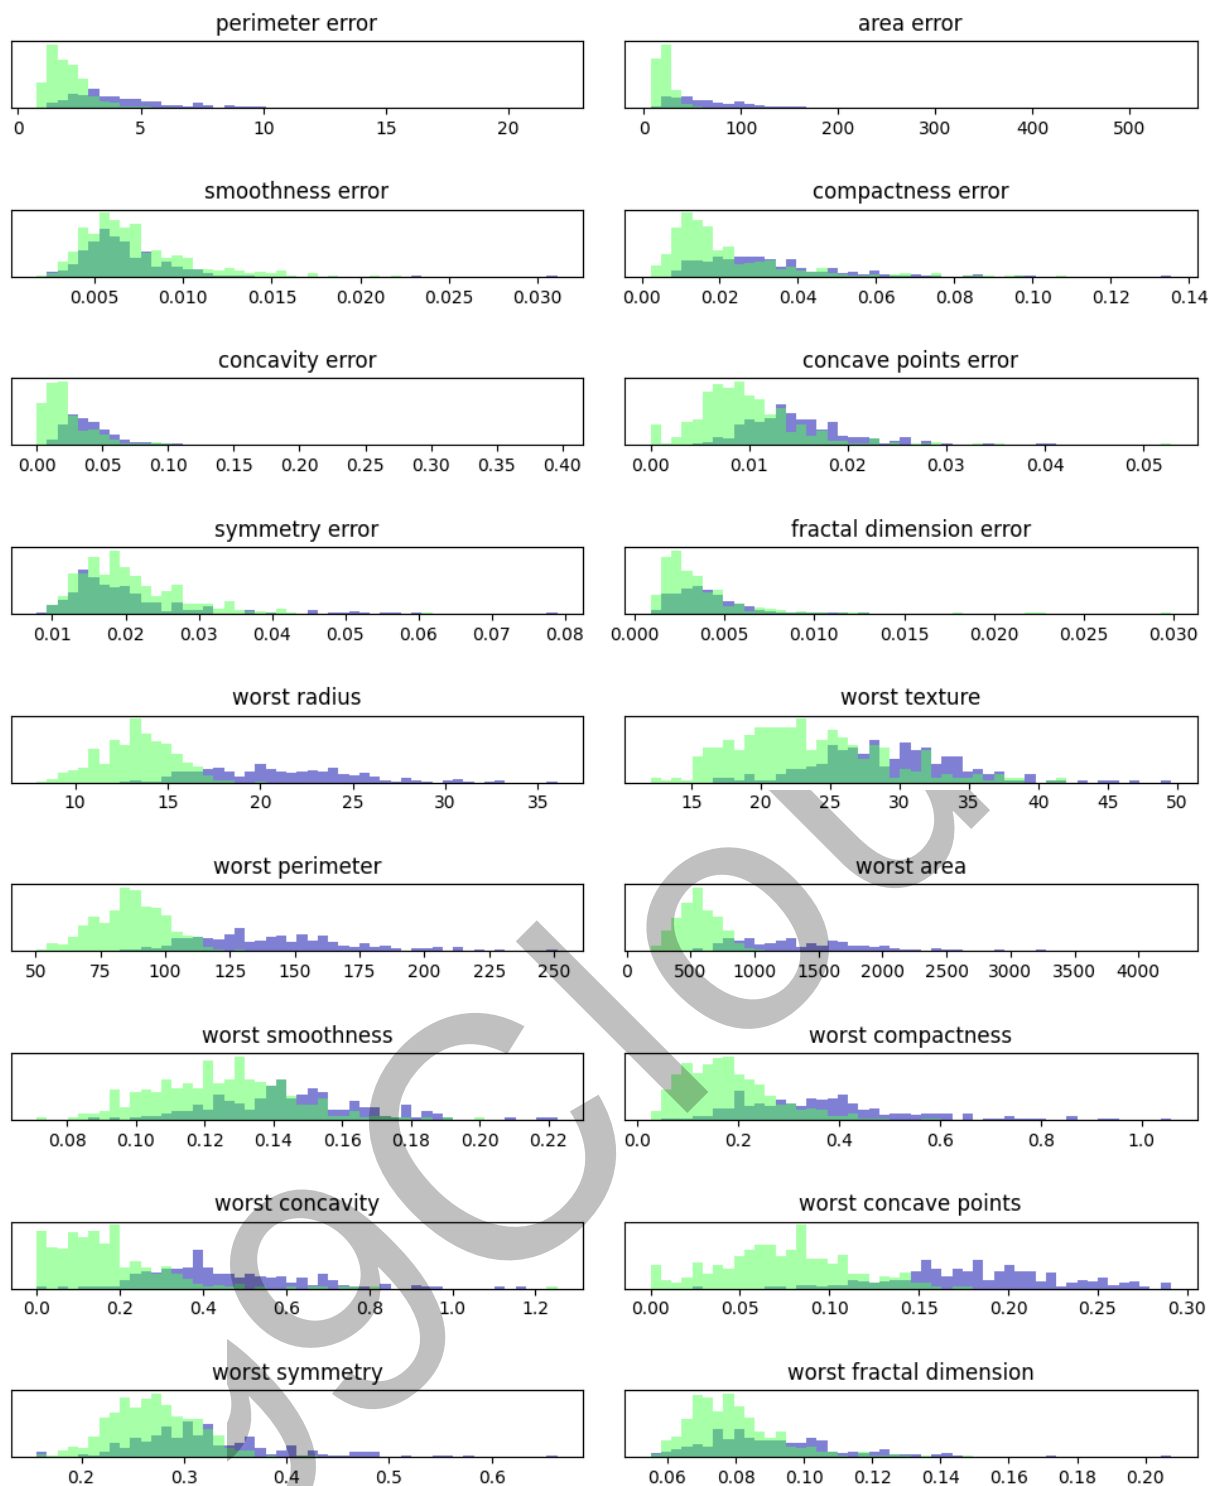 perimeter error
area error
0 5 10 15 20
0 100 200 300 400 500
smoothness error
compactness error
0.005 0.010 0.015 0.020 0.025 0.030
0.00 0.02 0.04 0.06 0.08 0.10 0.12 0.14
concavity error
concave points error
0.00 0.05 0.10 0.15 0.20 0.25 0.30 0.35 0.40
0.00 0.01 0.02 0.03 0.04 0.05
symmetry error
fractal dimension error
0.01 0.02 0.03 0.04 0.05 0.06 0.07 0.08
0.000 0.005 0.010 0.015 0.020 0.025 0.030
worst radius
worst texture
10 15 20 25 30 35
15 20 25 30 35 40 45 50
worst perimeter
worst area
50 75 100 125 150 175 200 225 250
0 500 1000 1500 2000 2500 3000 3500 4000
worst smoothness
worst compactness
0.08 0.10 0.12 0.14 0.16 0.18 0.20 0.22
0.0 0.2 0.4 0.6 0.8 1.0
worst concavity
worst concave points
0.0 0.2 0.4 0.6 0.8 1.0 1.2
0.00 0.05 0.10 0.15 0.20 0.25 0.30
worst symmetry
worst fractal dimension
0.2 0.3 0.4 0.5 0.6
0.06 0.08 0.10 0.12 0.14 0.16 0.18 0.20